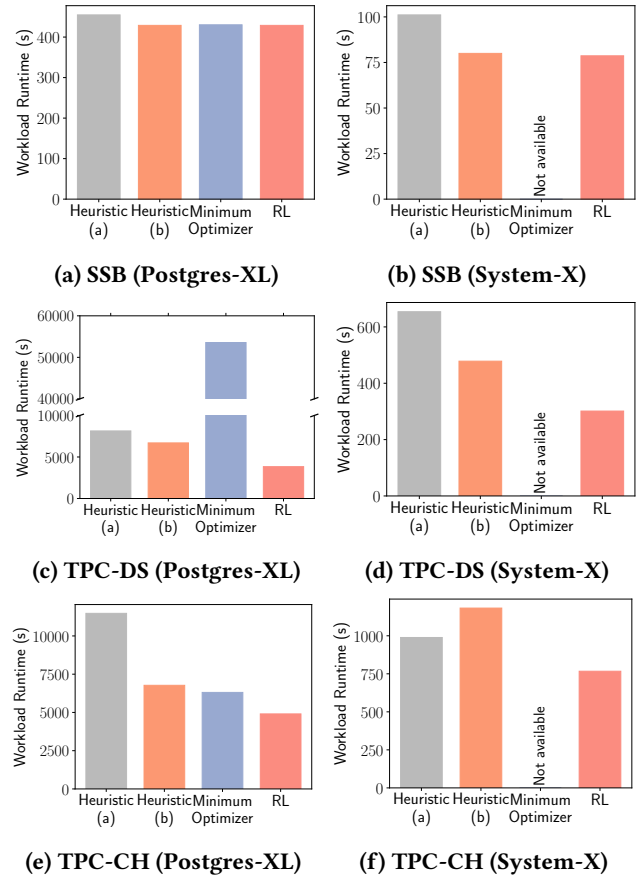 Workload Runtime (s)
400
300
200
100
0
Heuristic Heuristic Minimum RL
(a) (b) Optimizer
(a) SSB (Postgres-XL)
Workload Runtime (s)
100
75
50
25
0
Not available
Heuristic Heuristic Minimum RL
(a) (b) Optimizer
(b) SSB (System-X)
Workload Runtime (s)
60000
50000
40000
10000
5000
0
Heuristic Heuristic Minimum RL
(a) (b) Optimizer
(c) TPC-DS (Postgres-XL)
Workload Runtime (s)
600
400
200
0
Not available
Heuristic Heuristic Minimum RL
(a) (b) Optimizer
(d) TPC-DS (System-X)
Workload Runtime (s)
10000
7500
5000
2500
0
Heuristic Heuristic Minimum RL
(a) (b) Optimizer
(e) TPC-CH (Postgres-XL)
Workload Runtime (s)
1000
750
500
250
0
Not available
Heuristic Heuristic Minimum RL
(a) (b) Optimizer
(f) TPC-CH (System-X)